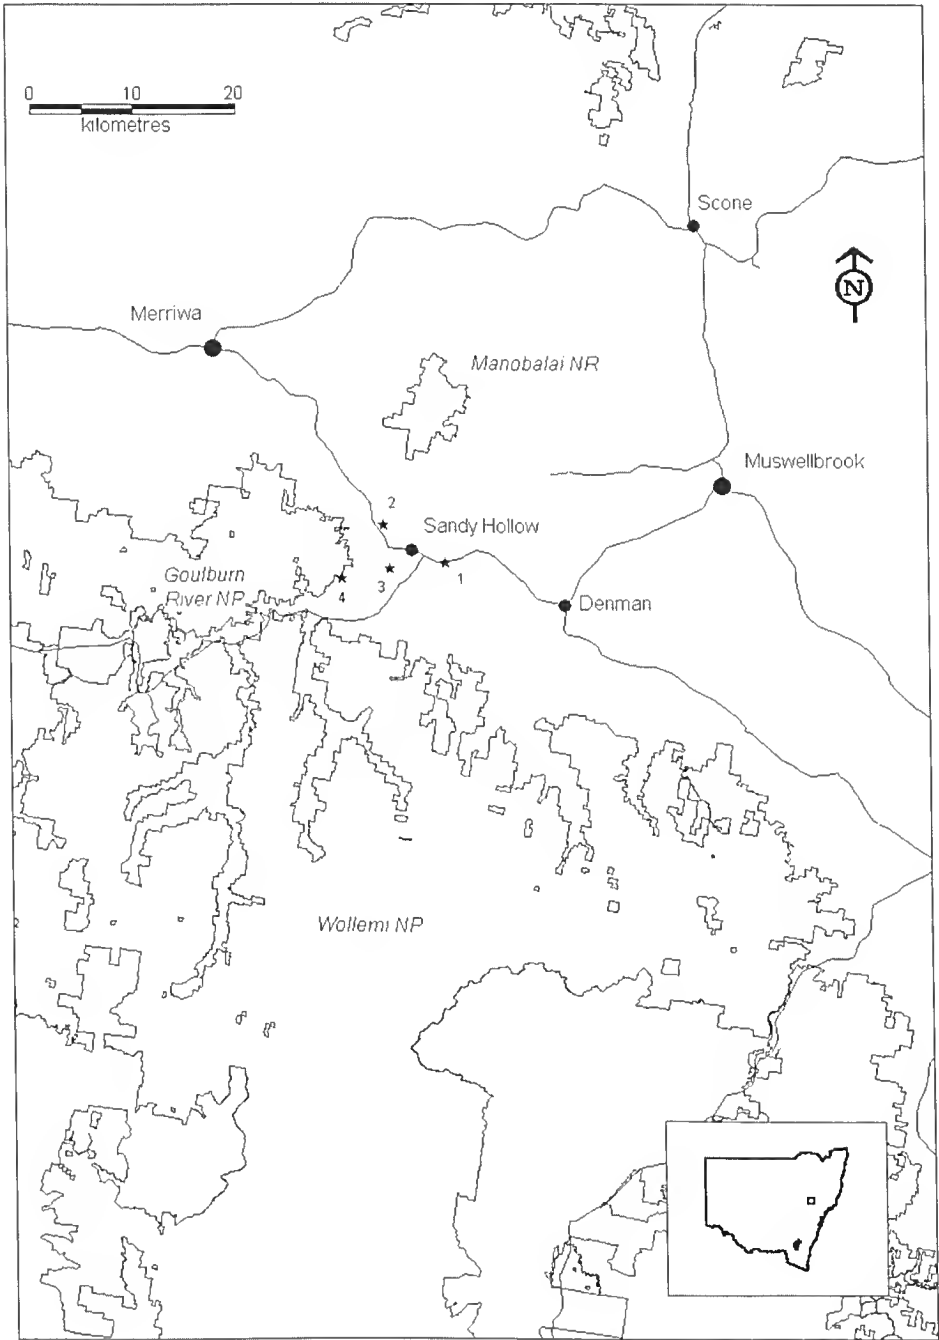 0 10 20
kilometres
Scone
N
Merriwa
Manobalai NR
Muswellbrook
2
Sandy Hollow
Goulburn
River NP
3
1
4
Denman
Wollemi NP